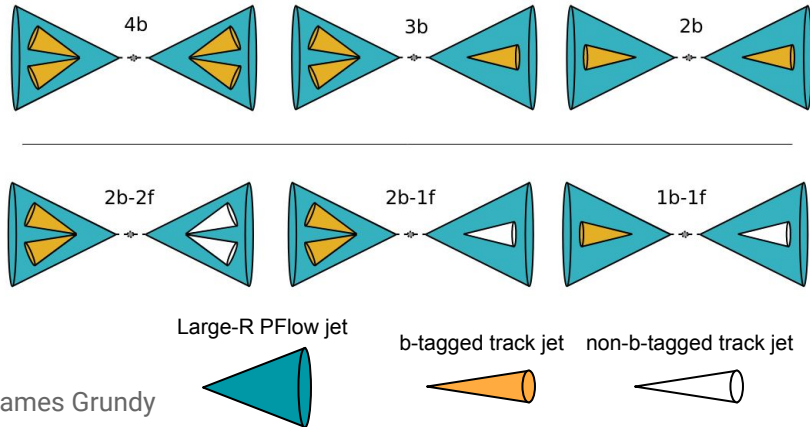 4b 3b 2b
2b-2f 2b-1f 1b-1f
Large-R PFlow jet
b-tagged track jet non-b-tagged track jet
ames Grundy